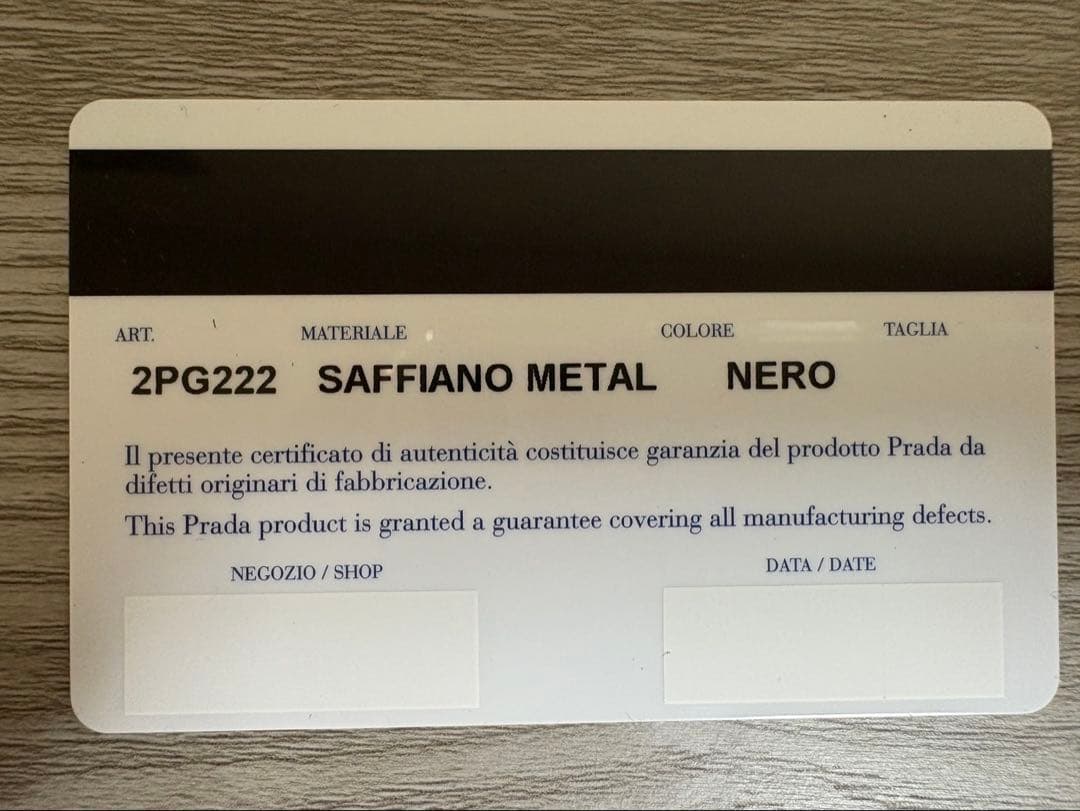 ART. MATERIALE COLORE TAGLIA
2PG222 SAFFIANO METAL NERO
Il presente certificato di autenticità costituisce garanzia del prodotto Prada da
difetti originari di fabbricazione.
This Prada product is granted a guarantee covering all manufacturing defects.
NEGOZIO / SHOP DATA / DATE